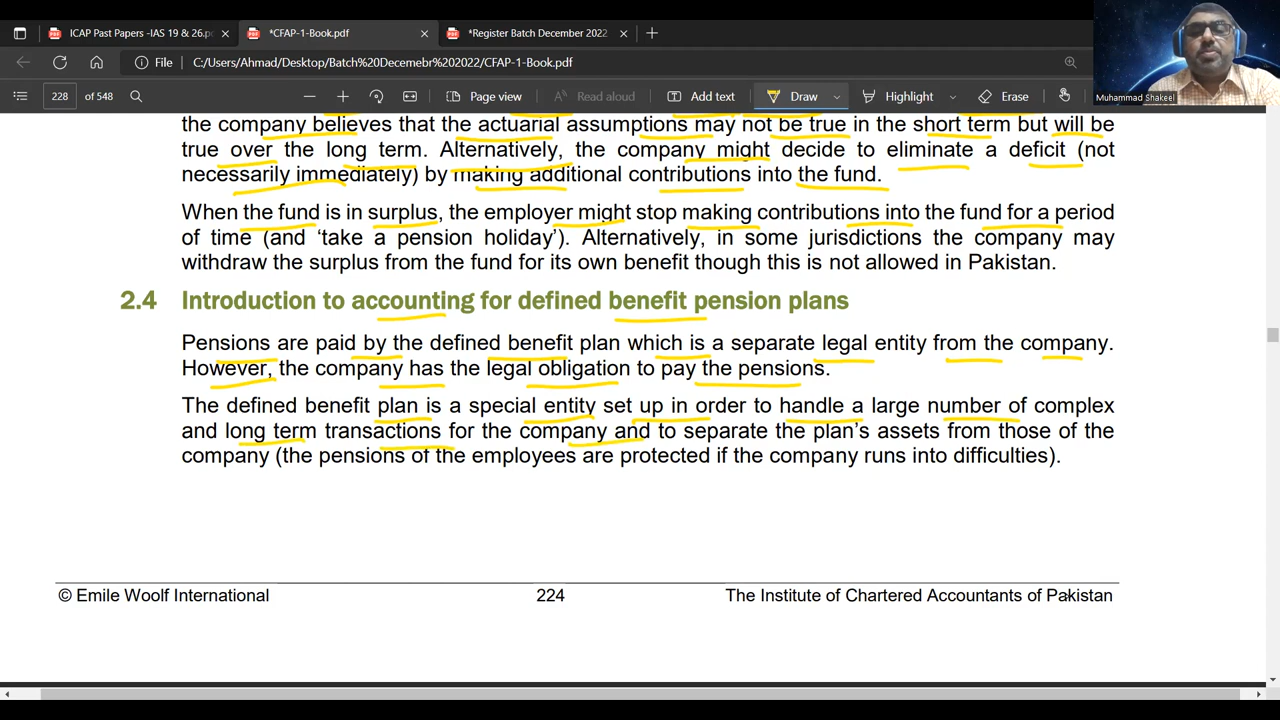 ICAP Past Papers -IAS 19 & 26.p
*CFAP-1-Book.pdf
*Register Batch December 2022
File
C:/Users/Ahmad/Desktop/Batch%20Decemebr%202022/CFAP-1-Book.pdf
228 of 548
Page view
Read aloud
Add text
Draw
Highlight
Erase
Muhammad Shakeel
the company believes that the actuarial assumptions may not be true in the short term but will be
true over the long term. Alternatively, the company might decide to eliminate a deficit (not
necessarily immediately) by making additional contributions into the fund.
When the fund is in surplus, the employer might stop making contributions into the fund for a period
of time (and ‘take a pension holiday’). Alternatively, in some jurisdictions the company may
withdraw the surplus from the fund for its own benefit though this is not allowed in Pakistan.
2.4 Introduction to accounting for defined benefit pension plans
Pensions are paid by the defined benefit plan which is a separate legal entity from the company.
However, the company has the legal obligation to pay the pensions.
The defined benefit plan is a special entity set up in order to handle a large number of complex
and long term transactions for the company and to separate the plan’s assets from those of the
company (the pensions of the employees are protected if the company runs into difficulties).
© Emile Woolf International
224
The Institute of Chartered Accountants of Pakistan